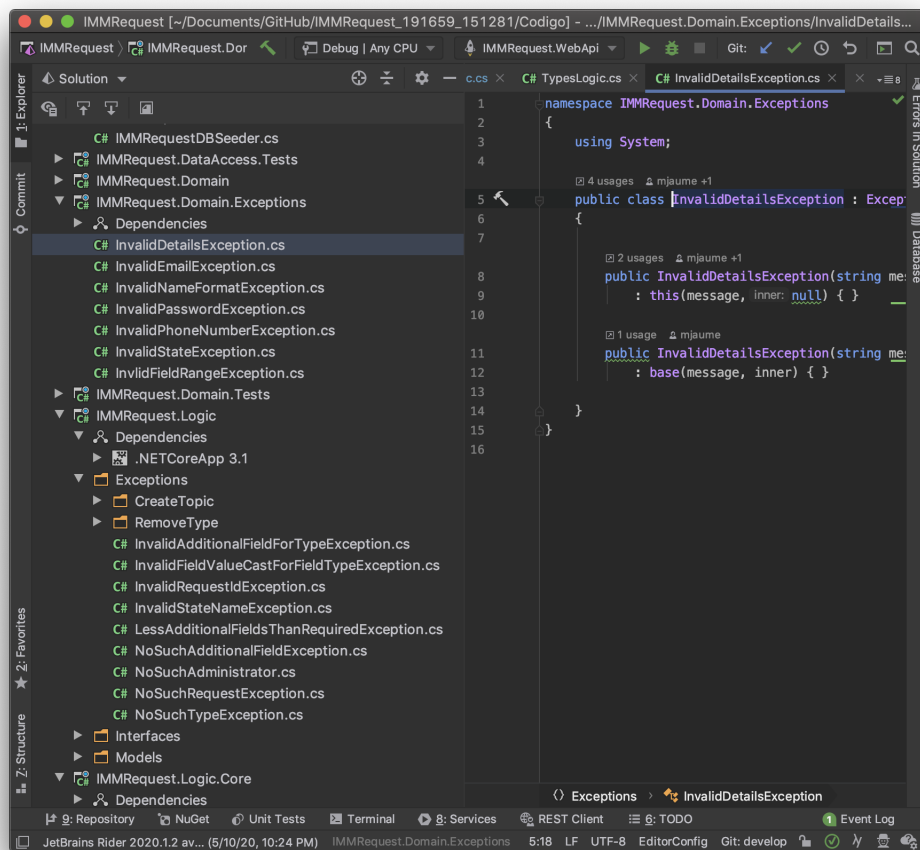 IMMRequest [~/Documents/GitHub/IMMRequest_191659_151281/Codigo] - .../IMMRequest.Domain.Exceptions/InvalidDetails...
IMMRequest IMMRequest.Dor Debug | Any CPU IMMRequest.WebApi Git:
Solution
c.cs C# TypesLogic.cs C# InvalidDetailsException.cs 8
1: Explorer
Commit
2: Favorites
7: Structure
C# IMMRequestDBSeeder.cs
IMMRequest.DataAccess.Tests
IMMRequest.Domain
IMMRequest.Domain.Exceptions
Dependencies
C# InvalidDetailsException.cs
C# InvalidEmailException.cs
C# InvalidNameFormatException.cs
C# InvalidPasswordException.cs
C# InvalidPhoneNumberException.cs
C# InvalidStateException.cs
C# InvlidFieldRangeException.cs
IMMRequest.Domain.Tests
IMMRequest.Logic
Dependencies
.NETCoreApp 3.1
Exceptions
CreateTopic
RemoveType
C# InvalidAdditionalFieldForTypeException.cs
C# InvalidFieldValueCastForFieldTypeException.cs
C# InvalidRequestIdException.cs
C# InvalidStateNameException.cs
C# LessAdditionalFieldsThanRequiredException.cs
C# NoSuchAdditionalFieldException.cs
C# NoSuchAdministrator.cs
C# NoSuchRequestException.cs
C# NoSuchTypeException.cs
Interfaces
Models
IMMRequest.Logic.Core
Dependencies
1 namespace IMMRequest.Domain.Exceptions
2 {
3 using System;
4
4 usages mjaume +1
5 public class InvalidDetailsException : Excep
6 {
7
2 usages mjaume +1
8 public InvalidDetailsException(string me
9 : this(message, inner: null) { }
10
1 usage mjaume
11 public InvalidDetailsException(string me
12 : base(message, inner) { }
13
14 }
15 }
16
Errors In Solution
Database
Exceptions InvalidDetailsException
9: Repository NuGet Unit Tests Terminal 8: Services REST Client 6: TODO 1 Event Log
JetBrains Rider 2020.1.2 av... (5/10/20, 10:24 PM) IMMRequest.Domain.Exceptions 5:18 LF UTF-8 EditorConfig Git: develop